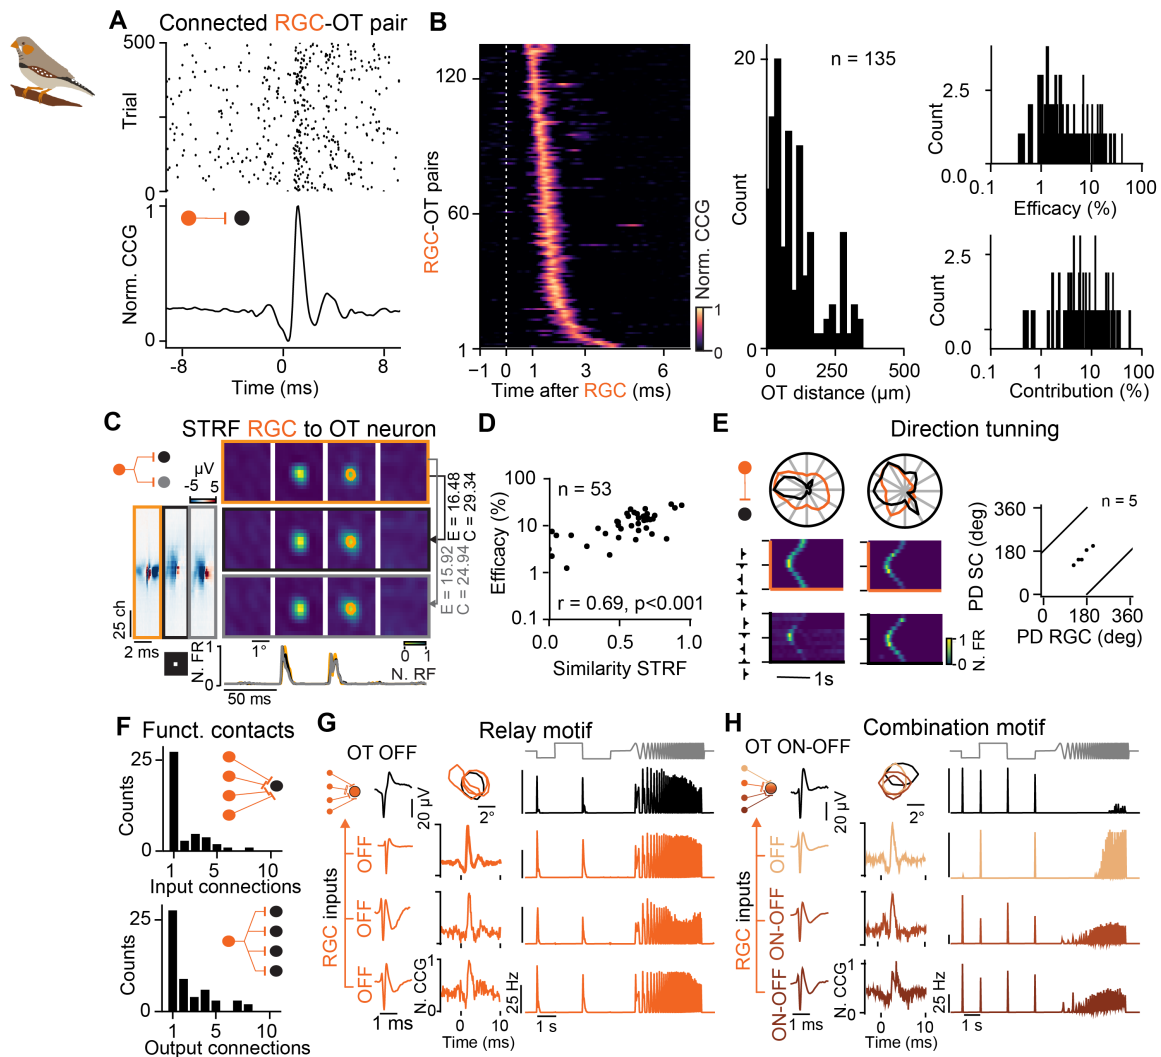 A
Connected RGC-OT pair
500
Trial
0
1
Norm. CCG
0
-8
0
8
Time (ms)
B
120
60
1
RGC-OT pairs
−1
0
1
3
6
Time after RGC (ms)
Norm. CCG
1
0
20
Count
0
n = 135
0
250
500
OT distance (µm)
2.5
Count
0.0
0.1
1
10
100
Efficacy (%)
2.5
Count
0.0
0.1
1
10
100
Contribution (%)
C
STRF RGC to OT neuron
µV
-5
5
25 ch
2 ms
E = 16.48
C = 29.34
E = 15.92
C = 24.94
1°
0
1
N. RF
1
N. FR
0
50 ms
D
100
10
1
0.1
Efficacy (%)
n = 53
r = 0.69, p<0.001
0.0
0.5
1.0
Similarity STRF
E
Direction tunning
1
0
N. FR
1s
360
180
0
PD SC (deg)
n = 5
0
180
360
PD RGC (deg)
F
Funct. contacts
25
Counts
0
1
5
10
Input connections
25
Counts
0
1
5
10
Output connections
G
Relay motif
OT OFF
20 µV
2°
RGC inputs
OFF
OFF
OFF
1 ms
1
N. CCG
0
0
10
Time (ms)
25 Hz
1 s
H
Combination motif
OT ON-OFF
20 µV
2°
RGC inputs
OFF
ON-OFF
ON-OFF
1 ms
1
N. CCG
0
0
10
Time (ms)
25 Hz
1 s